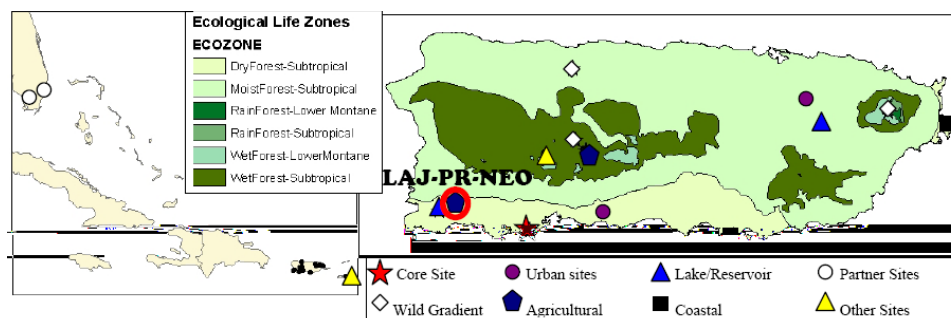 Ecological Life Zones
ECOZONE
DryForest-Subtropical
MoistForest-Subtropical
RainForest-Lower Montane
RainForest-Subtropical
WetForest-LowerMontane
WetForest-Subtropical
LAJ-PR-NEO
Core Site
Urban sites
Lake/Reservoir
Partner Sites
Wild Gradient
Agricultural
Coastal
Other Sites